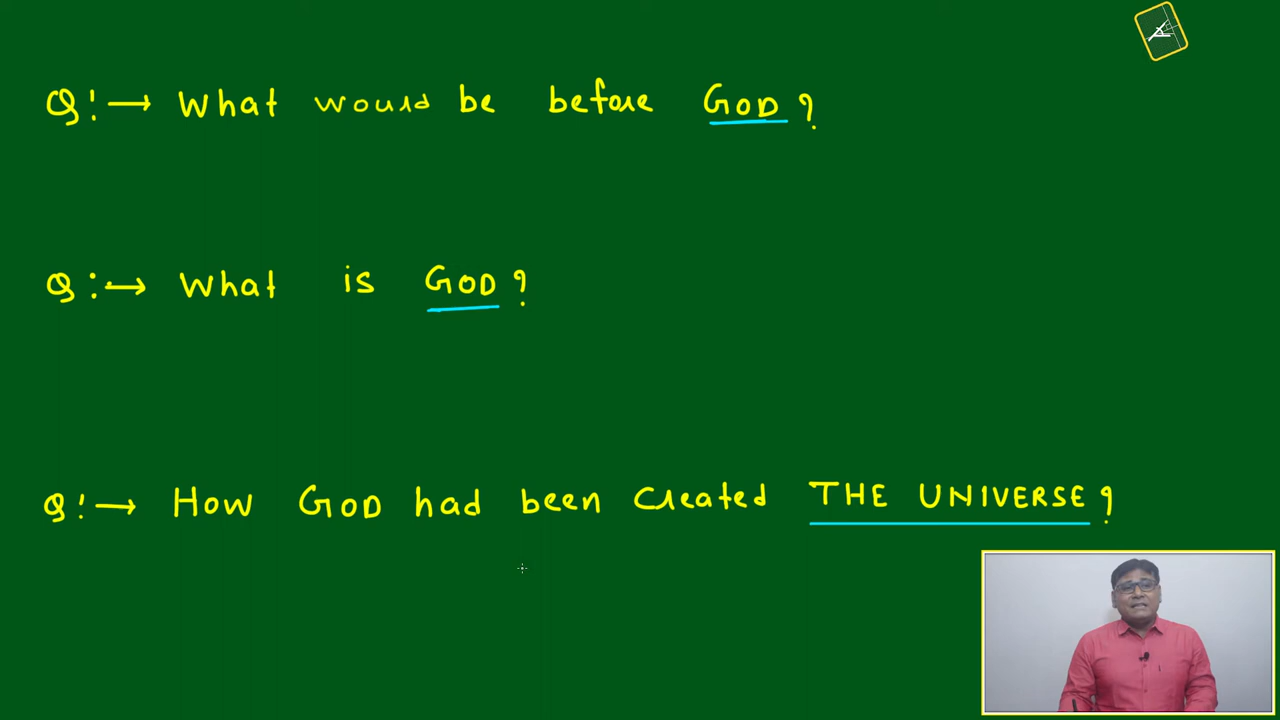 Q:→ What would be before GOD?
Q:→ What is GOD?
Q:→ How GOD had been created THE UNIVERSE?